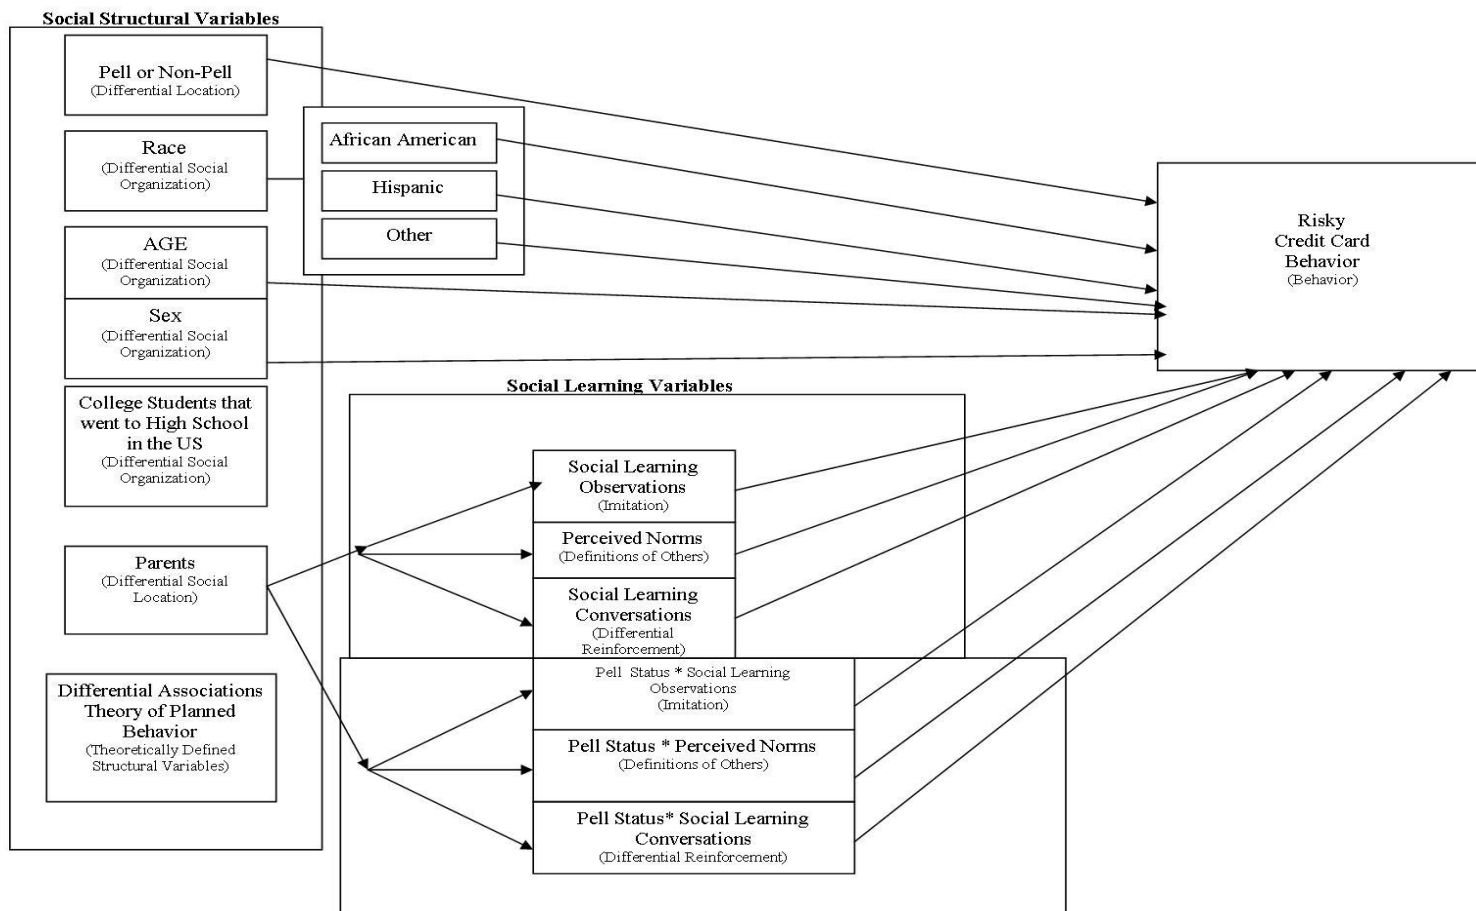 Social Structural Variables
Pell or Non-Pell
(Differential Location)
Race
(Differential Social
Organization)
African American
Hispanic
Other
AGE
(Differential Social
Organization)
Sex
(Differential Social
Organization)
College Students that
went to High School
in the US
(Differential Social
Organization)
Parents
(Differential Social
Location)
Differential Associations
Theory of Planned
Behavior
(Theoretically Defined
Structural Variables)
Social Learning Variables
Social Learning
Observations
(Imitation)
Perceived Norms
(Definitions of Others)
Social Learning
Conversations
(Differential
Reinforcement)
Pell Status * Social Learning
Observations
(Imitation)
Pell Status * Perceived Norms
(Definitions of Others)
Pell Status* Social Learning
Conversations
(Differential Reinforcement)
Risky
Credit Card
Behavior
(Behavior)